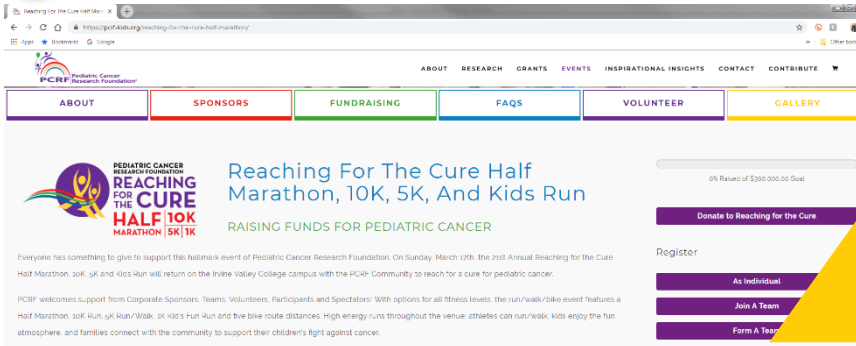 Reaching For The Cure Half Mar
https://pcrf-kids.org/reaching-for-the-cure-half-marathon/
Apps Bookmarks Google Other boo
PCRF Pediatric Cancer
Research Foundation
ABOUT RESEARCH GRANTS EVENTS INSPIRATIONAL INSIGHTS CONTACT CONTRIBUTE
ABOUT SPONSORS FUNDRAISING FAQS VOLUNTEER GALLERY
PEDIATRIC CANCER
RESEARCH FOUNDATION
REACHING
FOR THE CURE
HALF 10K
MARATHON 5K 1K
Reaching For The Cure Half
Marathon, 10K, 5K, And Kids Run
RAISING FUNDS FOR PEDIATRIC CANCER
0% Raised of $300,000.00 Goal
Donate to Reaching for the Cure
Register
As Individual
Join A Team
Form A Team
Everyone has something to give to support this hallmark event of Pediatric Cancer Research Foundation. On Sunday, March 17th, the 21st Annual Reaching for the Cure
Half Marathon, 10K, 5K and Kids Run will return on the Irvine Valley College campus with the PCRF Community to reach for a cure for pediatric cancer.
PCRF welcomes support from Corporate Sponsors, Teams, Volunteers, Participants and Spectators! With options for all fitness levels, the run/walk/bike event features a
Half Marathon, 10K Run, 5K Run/Walk, 1K Kid's Fun Run and five bike route distances. High energy runs throughout the venue; athletes can run/walk, kids enjoy the fun
atmosphere, and families connect with the community to support their children's fight against cancer.